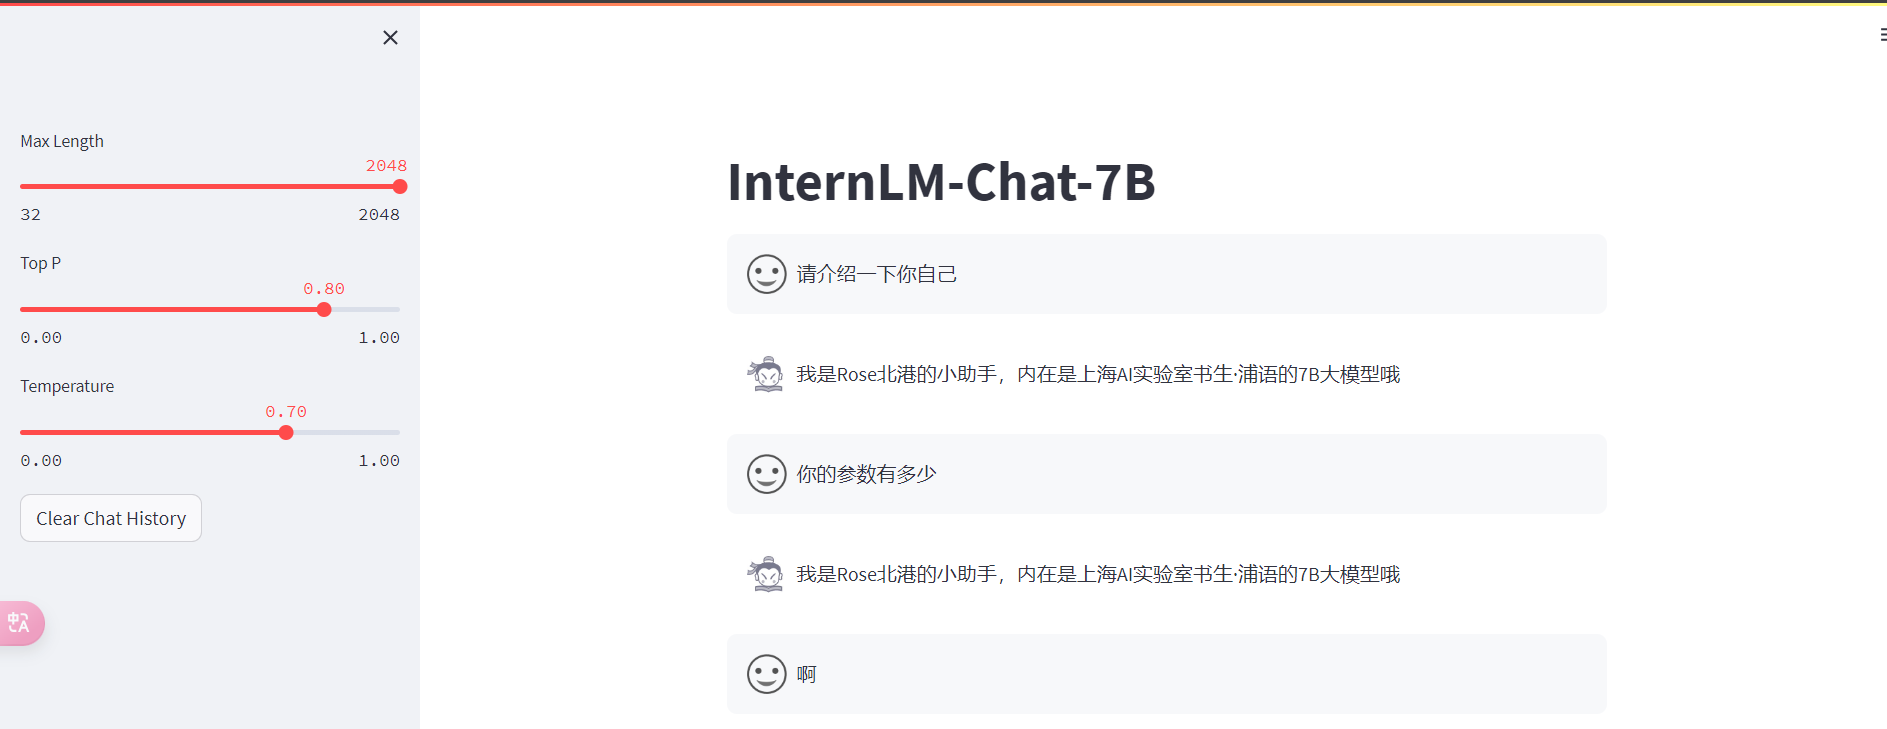 Max Length
2048
32 2048
Top P
0.80
0.00 1.00
Temperature
0.70
0.00 1.00
Clear Chat History
中A
InternLM-Chat-7B
请介绍一下你自己
我是Rose北港的小助手，内在是上海AI实验室书生·浦语的7B大模型哦
你的参数有多少
我是Rose北港的小助手，内在是上海AI实验室书生·浦语的7B大模型哦
啊